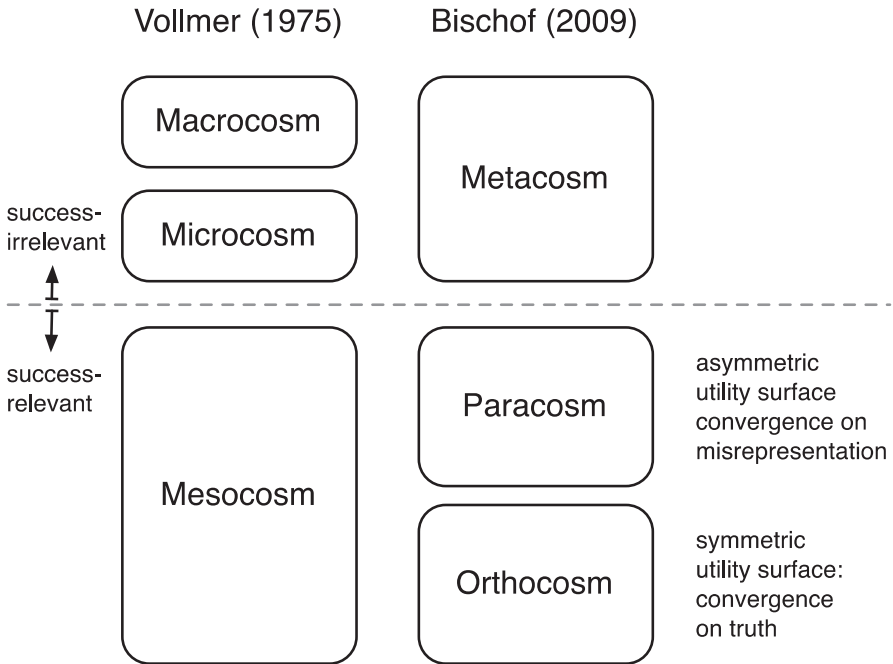 Vollmer (1975)
Bischof (2009)
Macrocosm
Metacosm
Microcosm
success-
irrelevant
success-
relevant
Mesocosm
Paracosm
asymmetric
utility surface
convergence on
misrepresentation
Orthocosm
symmetric
utility surface:
convergence
on truth